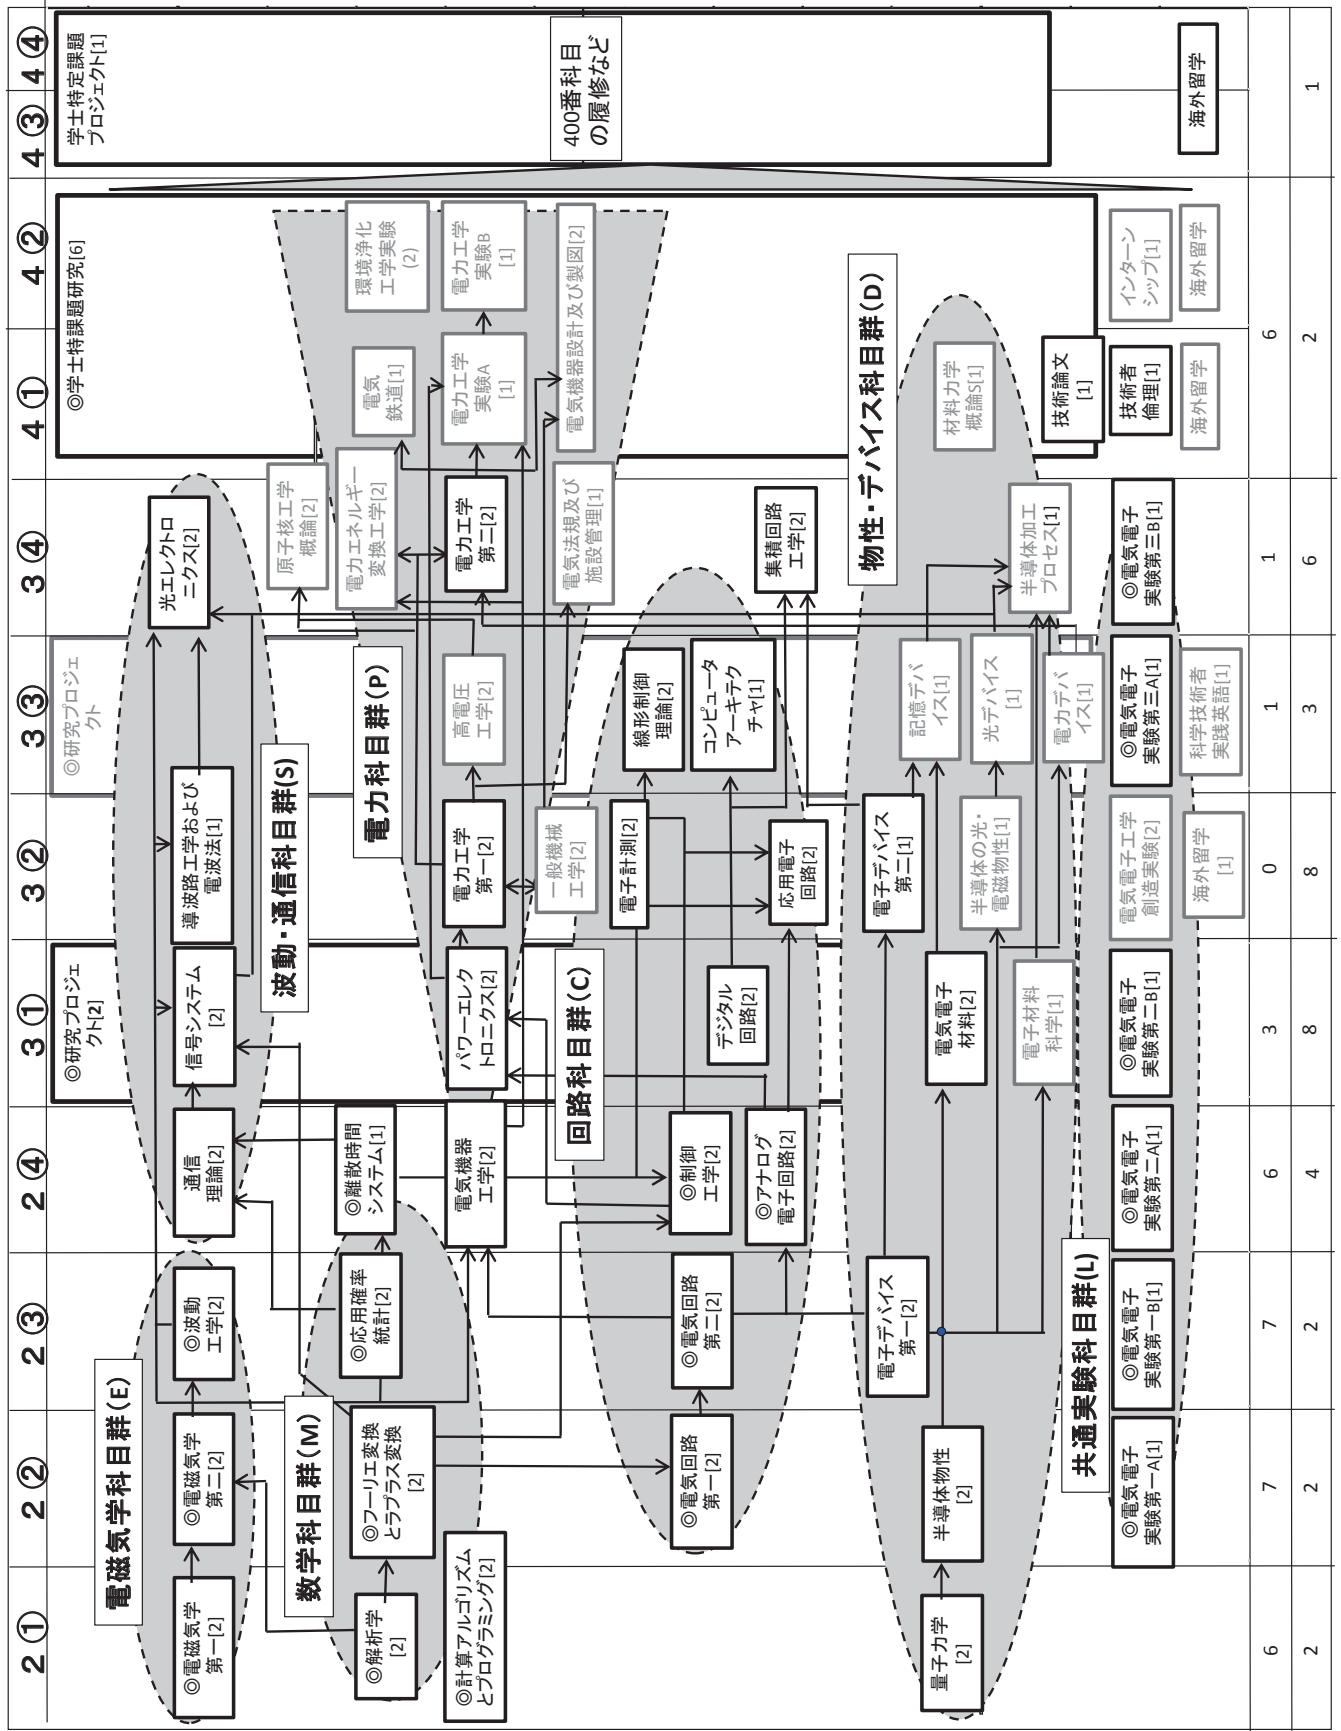 2①
2②
2③
2④
3①
3②
3③
3④
4①
4②
4③
4④
◎研究プロジェ
クト[2]
◎研究プロジェ
クト
◎学士特課題研究[6]
学士特定課題
プロジェクト[1]
400番科目
の履修など
電磁気学科目群(E)
◎電磁気学
第一[2]
◎電磁気学
第二[2]
◎波動
工学[2]
波動・通信科目群(S)
通信
理論[2]
信号システム
[2]
導波路工学および
電波法[1]
光エレクトロ
ニクス[2]
数学科目群(M)
◎解析学
[2]
◎フーリエ変換
とラプラス変換
[2]
◎応用確率
統計[2]
◎離散時間
システム[1]
◎計算アルゴリズム
とプログラミング[2]
電力科目群(P)
電気機器
工学[2]
パワーエレク
トロニクス[2]
電力工学
第一[2]
一般機械
工学[2]
高電圧
工学[2]
原子核工学
概論[2]
電力エネルギー
変換工学[2]
電力工学
第二[2]
電気法規及び
施設管理[1]
電気
鉄道[1]
電力工学
実験A
[1]
電気機器設計及び製図[2]
環境浄化
工学実験
(2)
電力工学
実験B
[1]
回路科目群(C)
◎電気回路
第一[2]
◎電気回路
第二[2]
◎制御
工学[2]
◎アナログ
電子回路[2]
デジタル
回路[2]
電子計測[2]
応用電子
回路[2]
線形制御
理論[2]
コンピュータ
アーキテク
チャ[1]
集積回路
工学[2]
物性・デバイス科目群(D)
量子力学
[2]
半導体物性
[2]
電子デバイス
第一[2]
電気電子
材料[2]
電子材料
科学[1]
電子デバイス
第二[1]
半導体の光・
電磁物性[1]
記憶デバ
イス[1]
光デバイス
[1]
電力デバ
イス[1]
半導体加工
プロセス[1]
材料力学
概論S[1]
技術論文
[1]
共通実験科目群(L)
◎電気電子
実験第一A[1]
◎電気電子
実験第一B[1]
◎電気電子
実験第二A[1]
◎電気電子
実験第二B[1]
電気電子工学
創造実験[2]
◎電気電子
実験第三A[1]
◎電気電子
実験第三B[1]
技術者
倫理[1]
インターン
シップ[1]
海外留学
[1]
科学技術者
実践英語[1]
海外留学
海外留学
海外留学
6
7
7
6
3
0
1
1
6
2
2
2
4
8
8
3
6
2
1